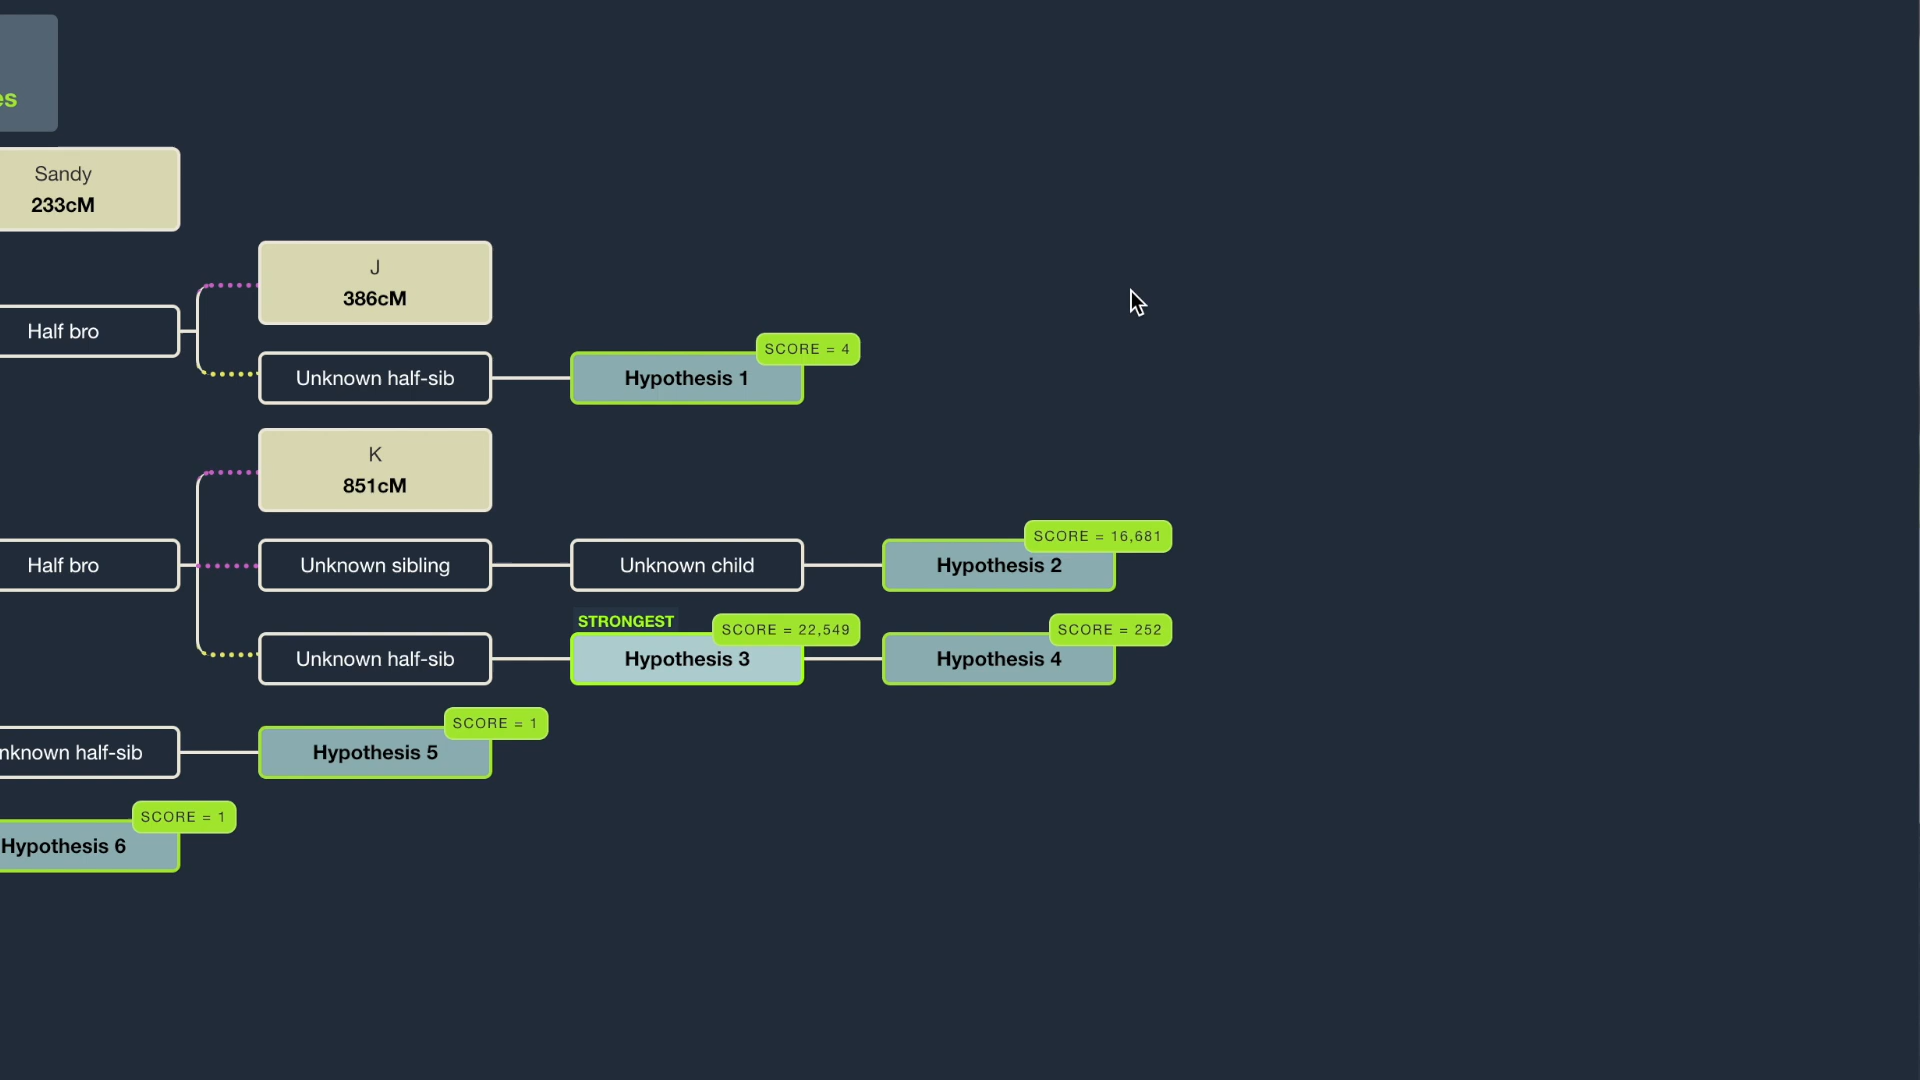 es
Sandy
233cM
J
386cM
Half bro
SCORE = 4
Unknown half-sib
Hypothesis 1
K
851cM
SCORE = 16,681
Half bro
Unknown sibling
Unknown child
Hypothesis 2
STRONGEST
SCORE = 22,549
SCORE = 252
Unknown half-sib
Hypothesis 3
Hypothesis 4
SCORE = 1
nknown half-sib
Hypothesis 5
SCORE = 1
Hypothesis 6